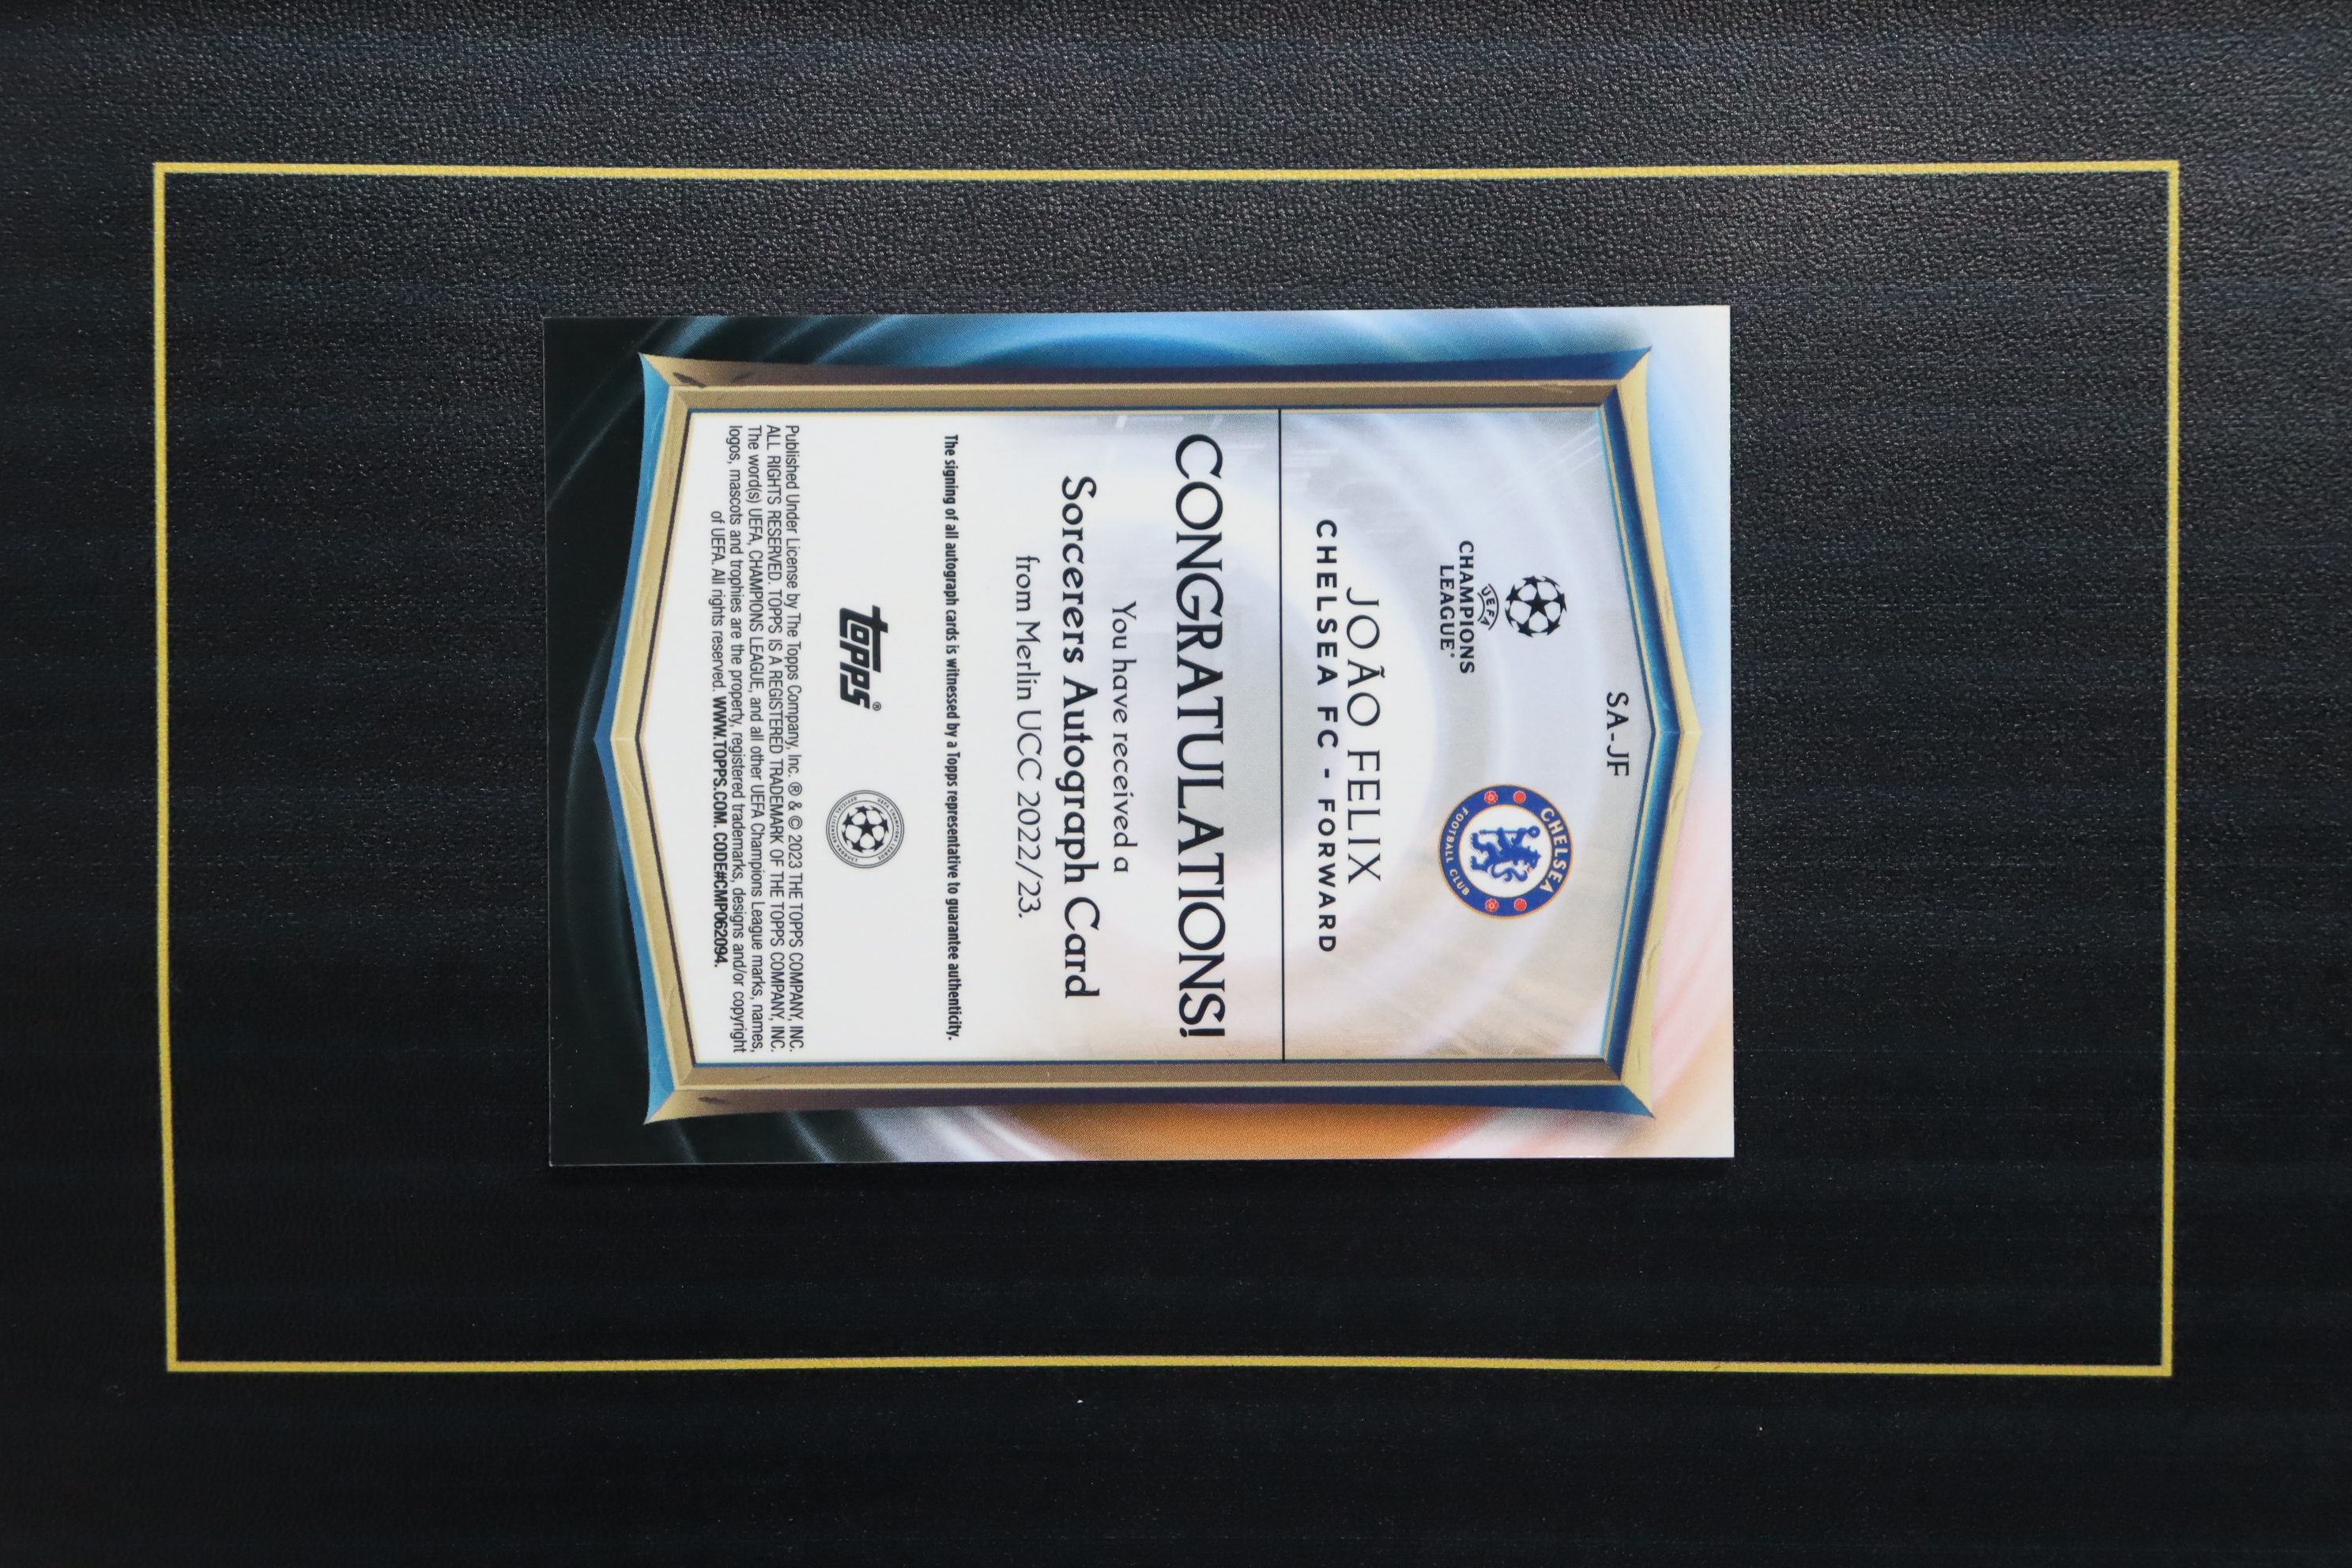 SA-JF
CHAMPIONS
LEAGUE®
UEFA
CHELSEA
FOOTBALL CLUB
JOÃO FELIX
CHELSEA FC - FORWARD
CONGRATULATIONS!
You have received a
Sorcerers Autograph Card
from Merlin UCC 2022/23.
The signing of all autograph cards is witnessed by a Topps representative to guarantee authenticity.
topps®
Published Under License by The Topps Company, Inc. ® & © 2023 THE TOPPS COMPANY, INC.
ALL RIGHTS RESERVED. TOPPS IS A REGISTERED TRADEMARK OF THE TOPPS COMPANY, INC.
The word(s) UEFA, CHAMPIONS LEAGUE, and all other UEFA Champions League marks, names,
logos, mascots and trophies are the property, registered trademarks, designs and/or copyright
of UEFA. All rights reserved. WWW.TOPPS.COM. CODE#CMP062094.